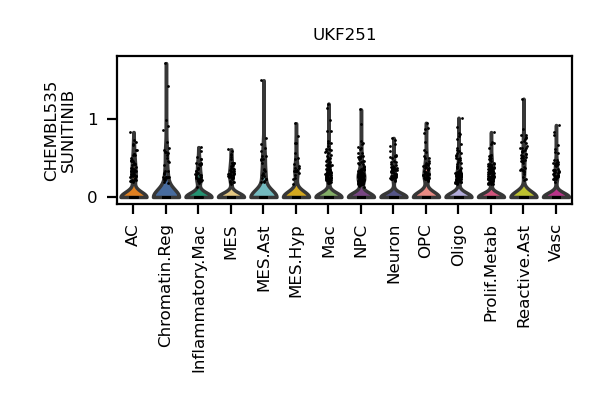 UKF251
CHEMBL535
SUNITINIB
1
0
AC
Chromatin.Reg
Inflammatory.Mac
MES
MES.Ast
MES.Hyp
Mac
NPC
Neuron
OPC
Oligo
Prolif.Metab
Reactive.Ast
Vasc